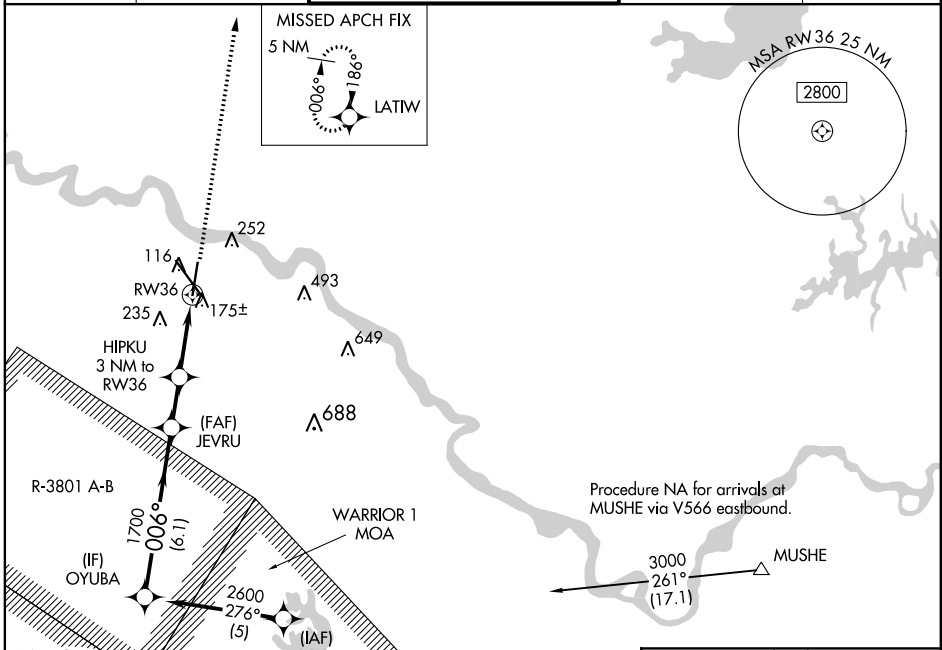 MISSED APCH FIX
5 NM
006°
186°
LATIW
MSA RW36 25 NM
2800
252
116
RW36
175±
493
235
649
HIPKU
3 NM to
RW36
688
(FAF)
JEVRU
R-3801 A-B
1700
006°
(6.1)
WARRIOR 1
MOA
Procedure NA for arrivals at
MUSHE via V566 eastbound.
(IF)
OYUBA
2600
276°
(5)
(IAF)
3000
261°
(17.1)
MUSHE